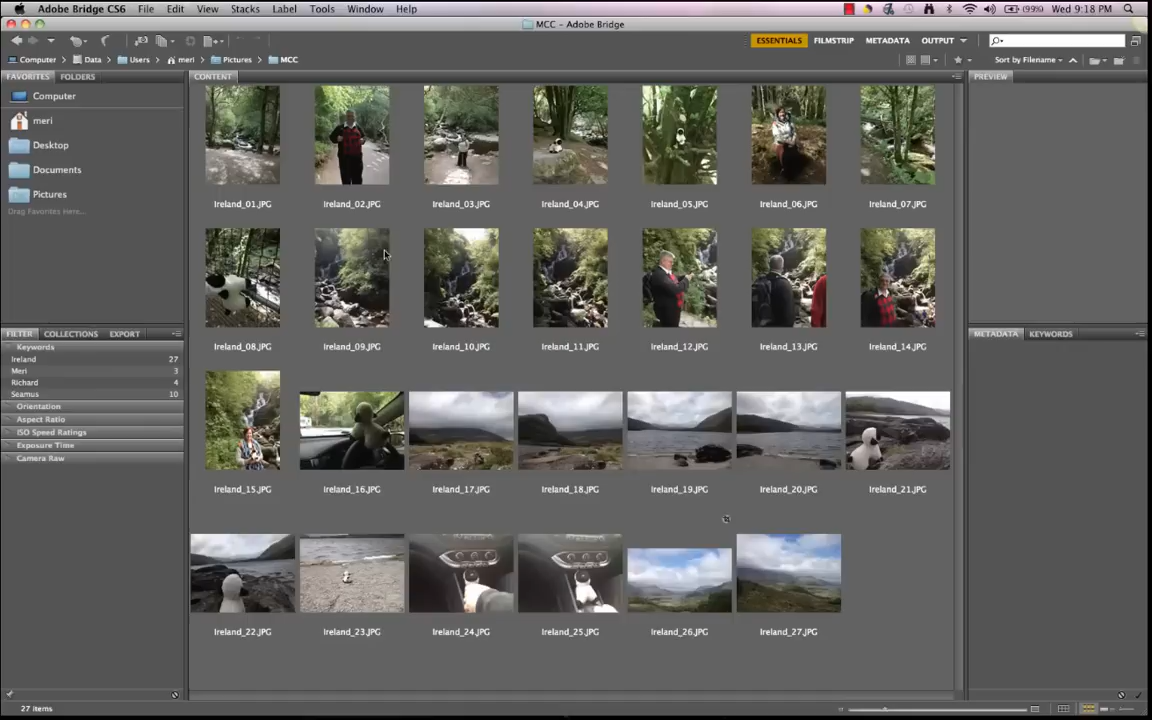 Adobe Bridge CS6 File Edit View Stacks Label Tools Window Help (99%) Wed 9:18 PM
MCC – Adobe Bridge
ESSENTIALS FILMSTRIP METADATA OUTPUT
Computer Data Users meri Pictures MCC Sort by Filename
FAVORITES FOLDERS
CONTENT
PREVIEW
Computer
meri
Desktop
Documents
Pictures
Drag Favorites Here...
Ireland_01.JPG Ireland_02.JPG Ireland_03.JPG Ireland_04.JPG Ireland_05.JPG Ireland_06.JPG Ireland_07.JPG
Ireland_08.JPG Ireland_09.JPG Ireland_10.JPG Ireland_11.JPG Ireland_12.JPG Ireland_13.JPG Ireland_14.JPG
Ireland_15.JPG Ireland_16.JPG Ireland_17.JPG Ireland_18.JPG Ireland_19.JPG Ireland_20.JPG Ireland_21.JPG
Ireland_22.JPG Ireland_23.JPG Ireland_24.JPG Ireland_25.JPG Ireland_26.JPG Ireland_27.JPG
FILTER COLLECTIONS EXPORT
Keywords
Ireland 27
Meri 3
Richard 4
Seamus 10
Orientation
Aspect Ratio
ISO Speed Ratings
Exposure Time
Camera Raw
METADATA KEYWORDS
27 items